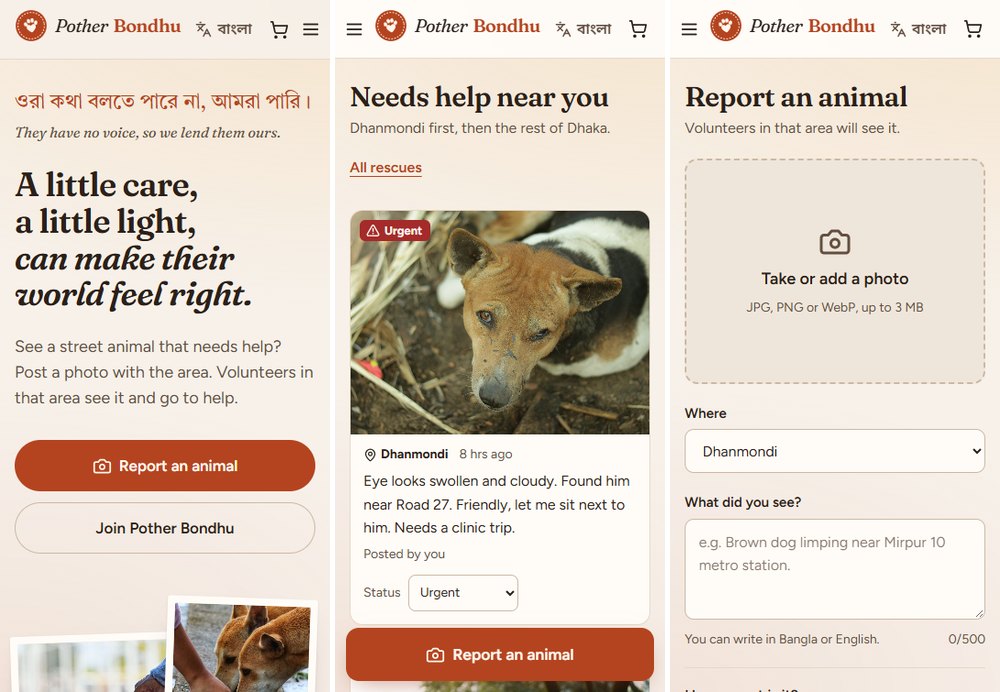 Pother Bondhu
বাংলা
ওরা কথা বলতে পারে না, আমরা পারি।
They have no voice, so we lend them ours.
A little care,
a little light,
can make their
world feel right.
See a street animal that needs help?
Post a photo with the area. Volunteers in
that area see it and go to help.
Report an animal
Join Pother Bondhu
Pother Bondhu
বাংলা
Needs help near you
Dhanmondi first, then the rest of Dhaka.
All rescues
Urgent
Dhanmondi 8 hrs ago
Eye looks swollen and cloudy. Found him
near Road 27. Friendly, let me sit next to
him. Needs a clinic trip.
Posted by you
Status Urgent
Report an animal
Pother Bondhu
বাংলা
Report an animal
Volunteers in that area will see it.
Take or add a photo
JPG, PNG or WebP, up to 3 MB
Where
Dhanmondi
What did you see?
e.g. Brown dog limping near Mirpur 10
metro station.
You can write in Bangla or English. 0/500